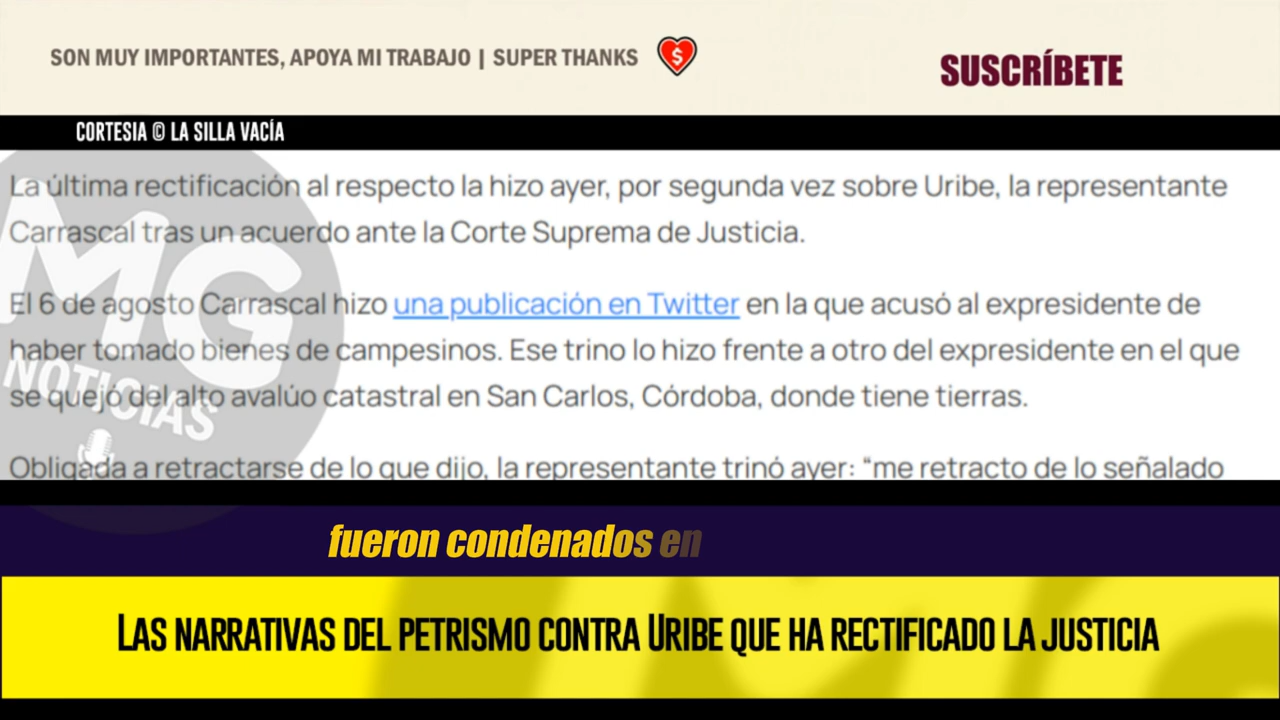 SON MUY IMPORTANTES, APOYA MI TRABAJO | SUPER THANKS $
SUSCRÍBETE
CORTESIA © LA SILLA VACÍA
La última rectificación al respecto la hizo ayer, por segunda vez sobre Uribe, la representante
Carrascal tras un acuerdo ante la Corte Suprema de Justicia.
El 6 de agosto Carrascal hizo una publicación en Twitter en la que acusó al expresidente de
haber tomado bienes de campesinos. Ese trino lo hizo frente a otro del expresidente en el que
se quejó del alto avalúo catastral en San Carlos, Córdoba, donde tiene tierras.
Obligada a retractarse de lo que dijo, la representante trinó ayer: “me retracto de lo señalado
MG
NOTICIAS
fueron condenados en
LAS NARRATIVAS DEL PETRISMO CONTRA URIBE QUE HA RECTIFICADO LA JUSTICIA